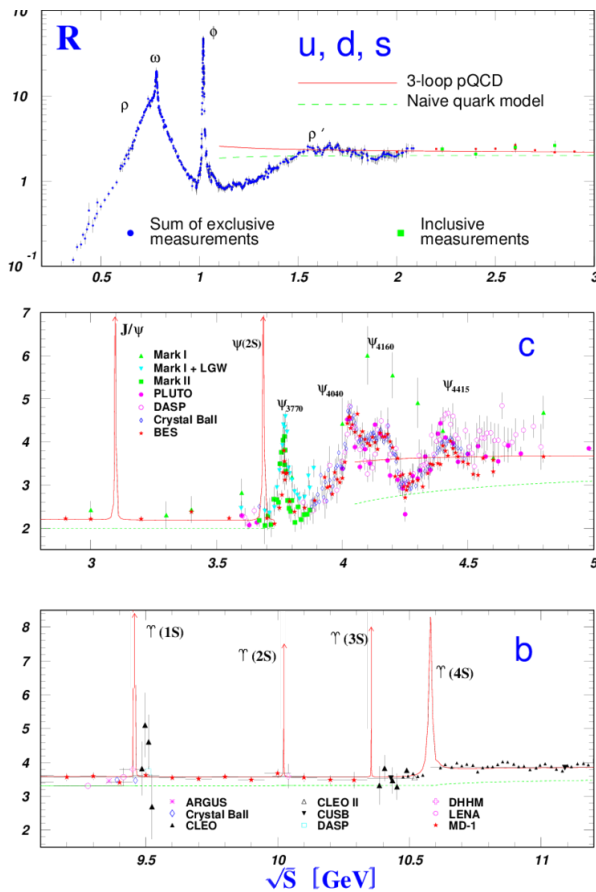 R
u, d, s
ϕ
ω
ρ
ρ′
3-loop pQCD
Naive quark model
Sum of exclusive
measurements
Inclusive
measurements
10
1
10 -1
0.5 1 1.5 2 2.5 3
7
6
5
4
3
2
J/ψ
ψ(2S)
c
Mark I
Mark I + LGW
Mark II
PLUTO
DASP
Crystal Ball
BES
ψ3770
ψ4040
ψ4160
ψ4415
3 3.5 4 4.5 5
8
7
6
5
4
3
2
ϒ (1S)
ϒ (2S)
ϒ (3S)
ϒ (4S)
b
ARGUS
Crystal Ball
CLEO
CLEO II
CUSB
DASP
DHHM
LENA
MD-1
9.5 10 10.5 11
√S [GeV]